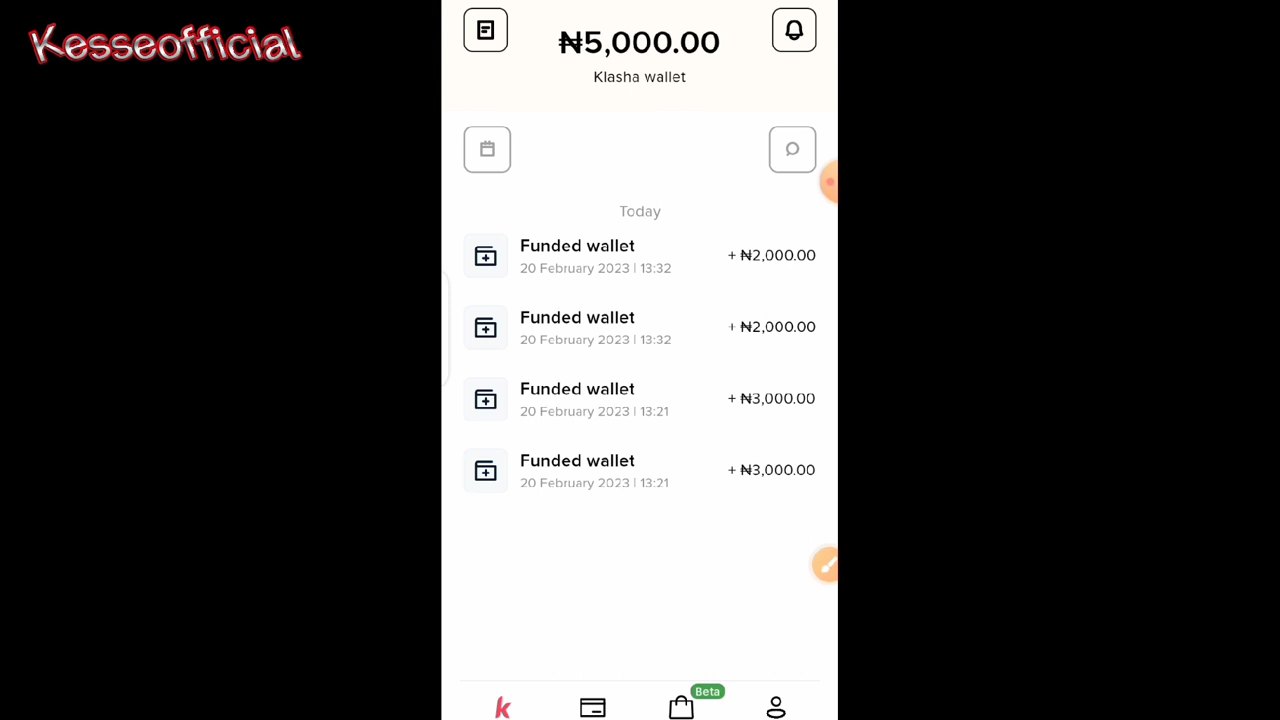 Kesseofficial
₦5,000.00
Klasha wallet
Today
Funded wallet
+ ₦2,000.00
20 February 2023 | 13:32
Funded wallet
+ ₦2,000.00
20 February 2023 | 13:32
Funded wallet
+ ₦3,000.00
20 February 2023 | 13:21
Funded wallet
+ ₦3,000.00
20 February 2023 | 13:21
Beta
k